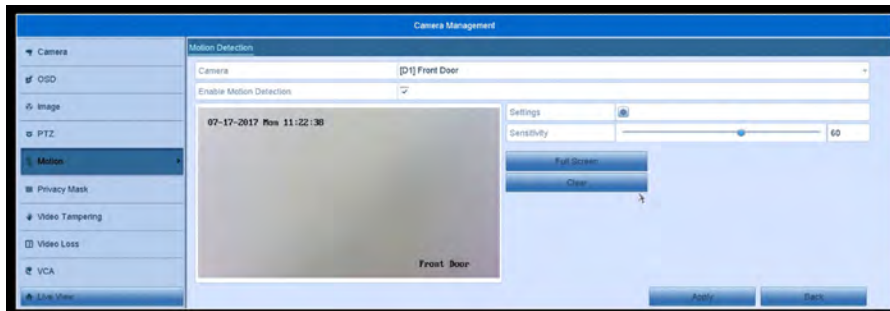 Camera Management
Camera
OSD
Image
PTZ
Motion
Privacy Mask
Video Tampering
Video Loss
VCA
Live View
Motion Detection
Camera [D1] Front Door
Enable Motion Detection
07-17-2017 Mon 11:22:38
Front Door
Settings
Sensitivity 60
Full Screen
Clear
Apply Back